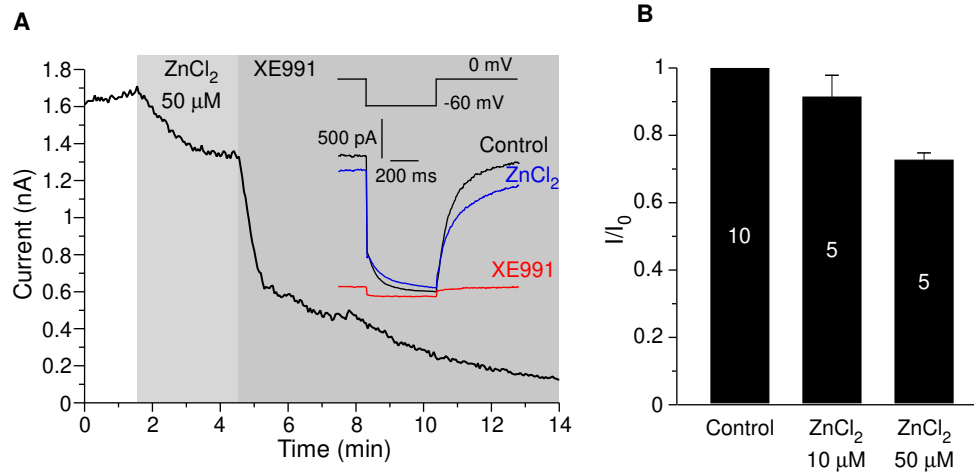 A
ZnCl2
50 µM
XE991
0 mV
-60 mV
500 pA
200 ms
Control
ZnCl2
XE991
Current (nA)
1.8
1.6
1.4
1.2
1
0.8
0.6
0.4
0.2
0
0 2 4 6 8 10 12 14
Time (min)
B
I/I0
1
0.8
0.6
0.4
0.2
0
10
5
5
Control
ZnCl2
10 µM
ZnCl2
50 µM